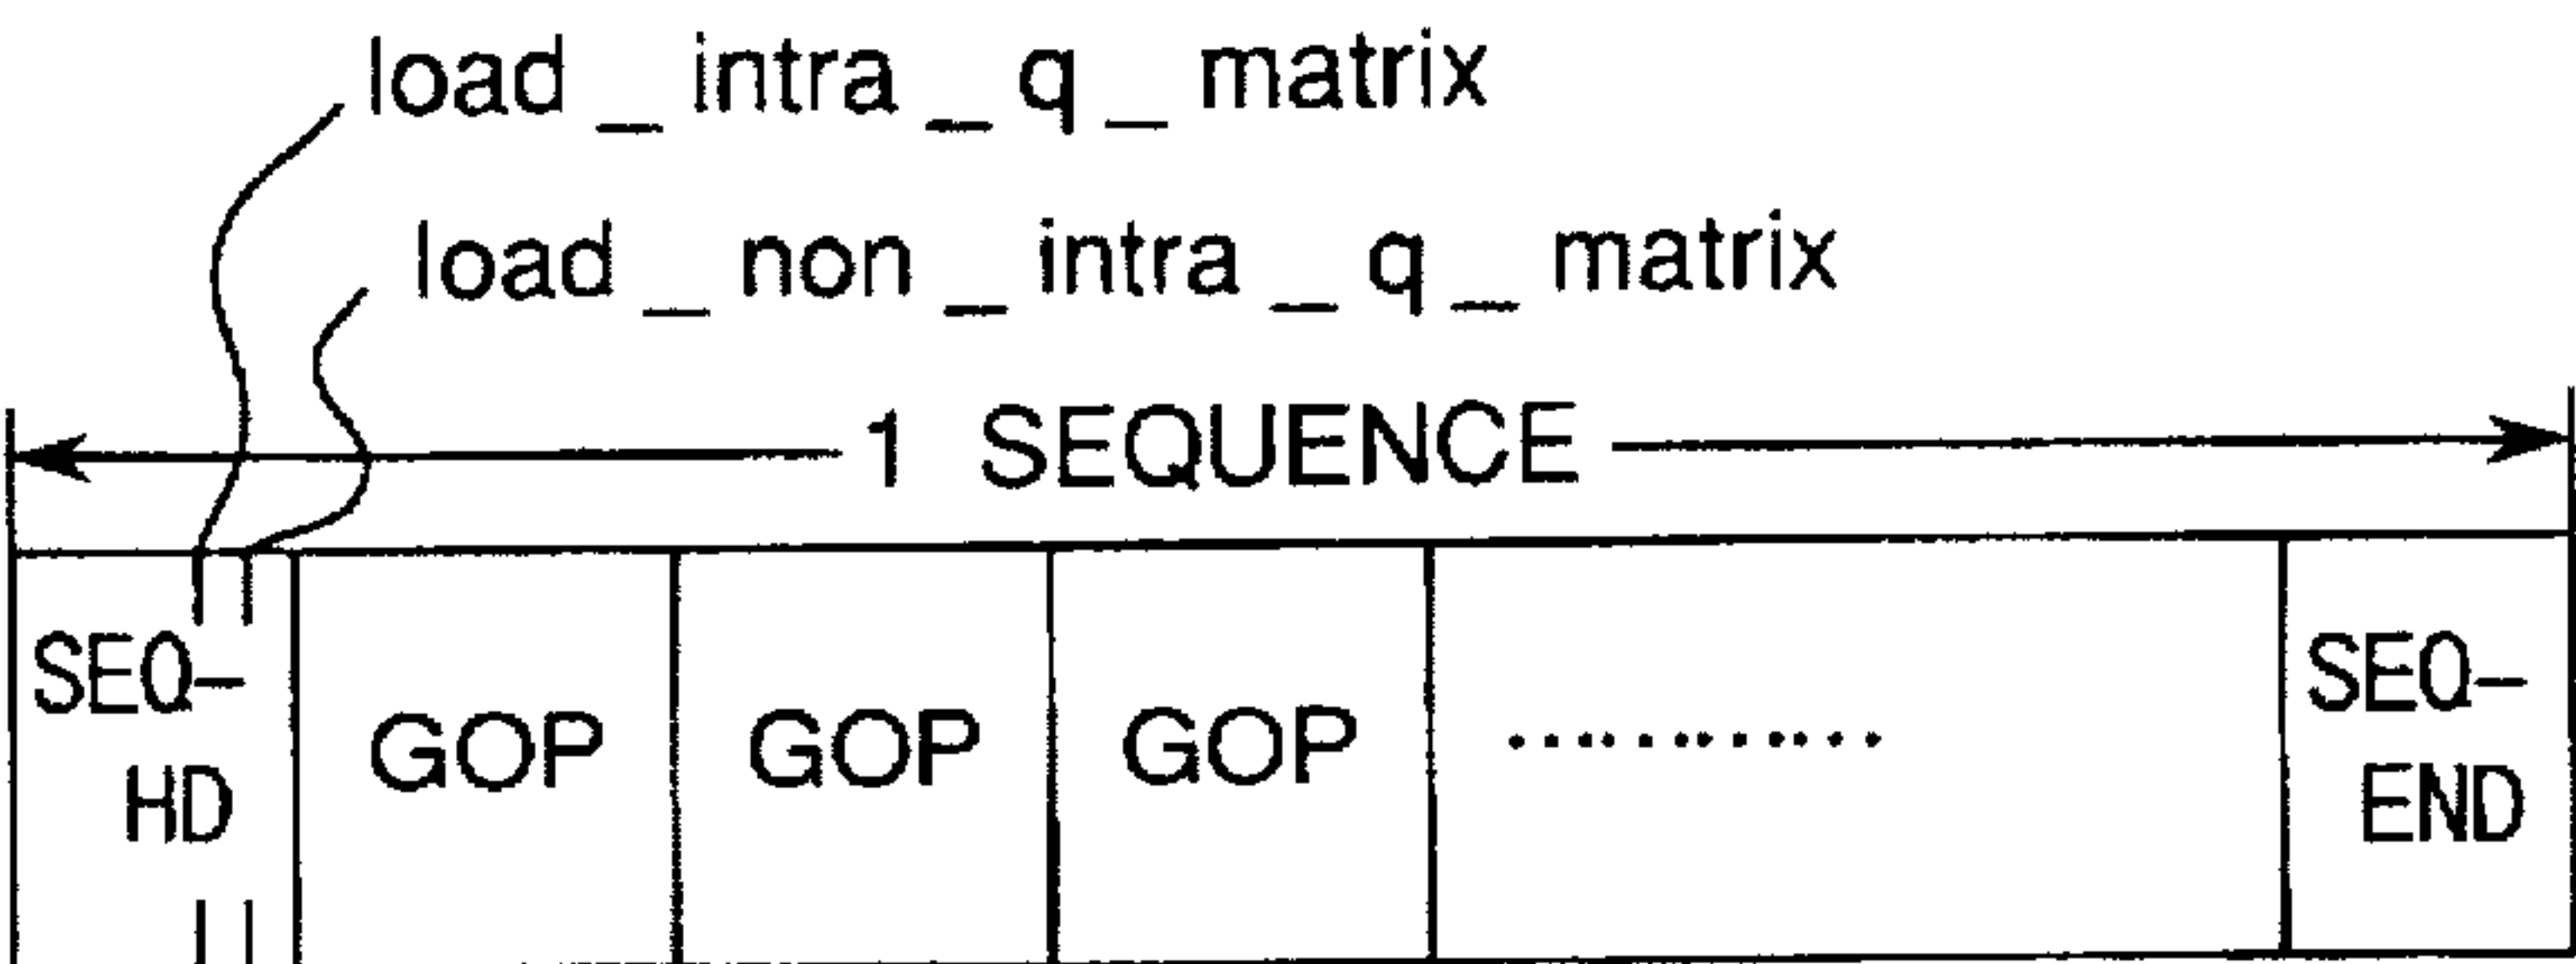 load _ intra _ q _ matrix
load _ non _ intra _ q _ matrix
1 SEQUENCE
SEQ-
HD
GOP
GOP
GOP
............
SEQ-
END